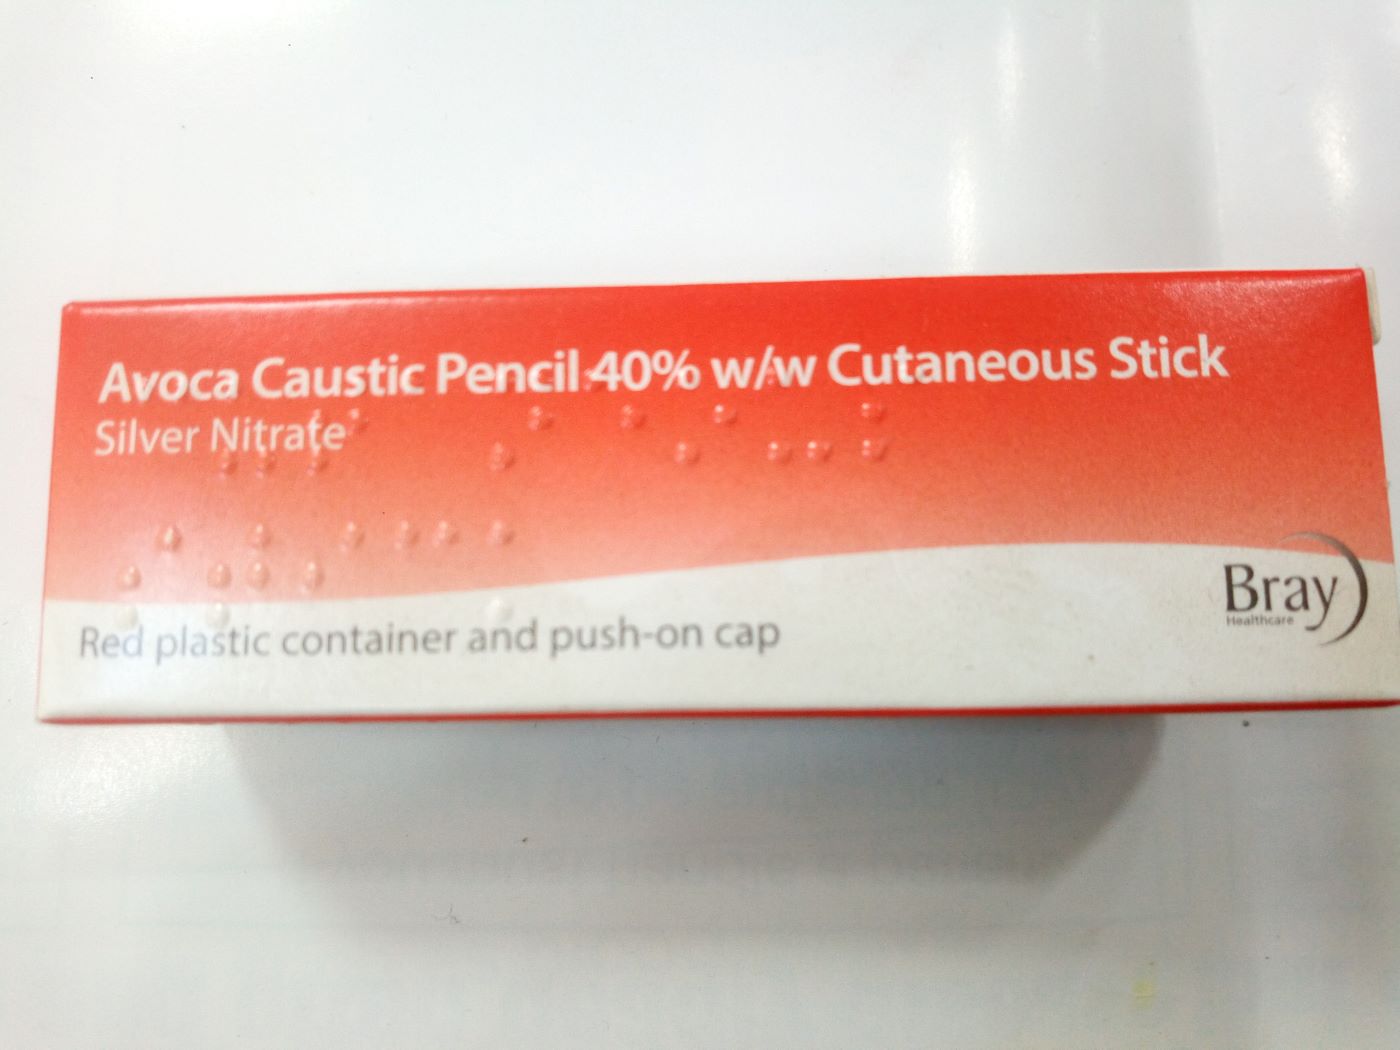 Avoca Caustic Pencil 40% w/w Cutaneous Stick
Silver Nitrate
Red plastic container and push-on cap
Bray
Healthcare